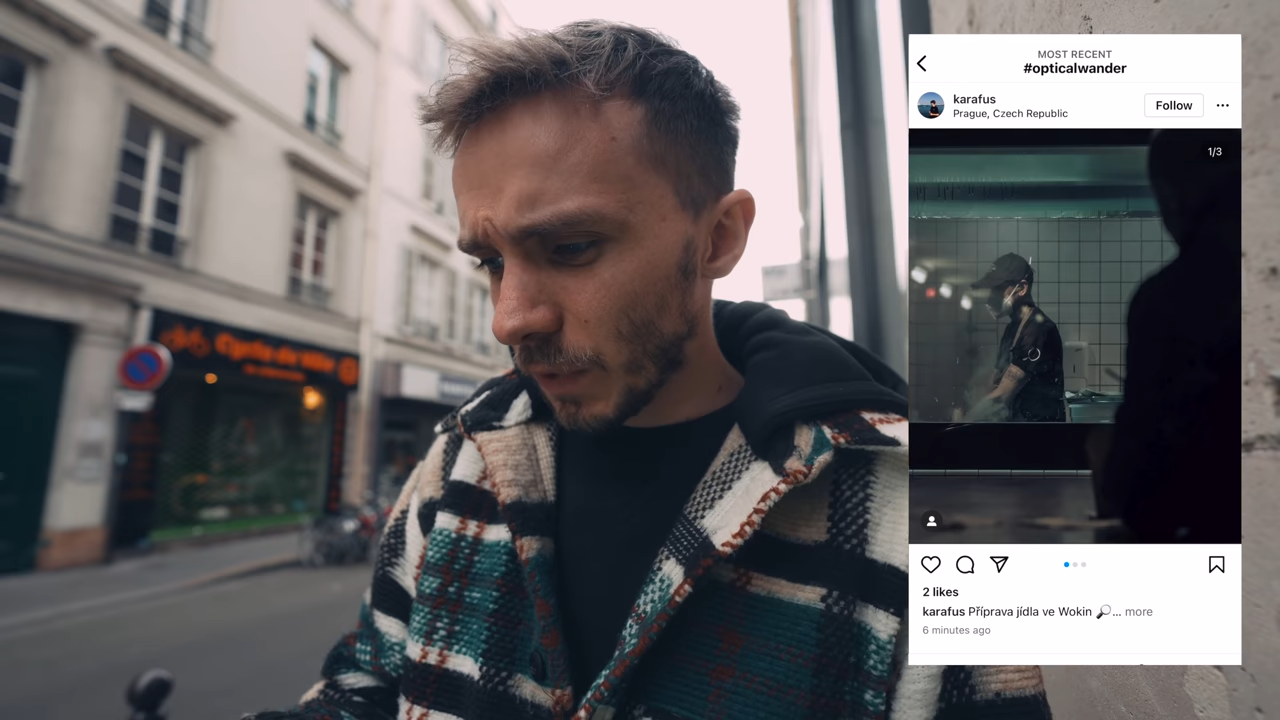 MOST RECENT
#opticalwander
karafus
Prague, Czech Republic
Follow
1/3
2 likes
karafus Příprava jídla ve Wokin 🔎... more
6 minutes ago